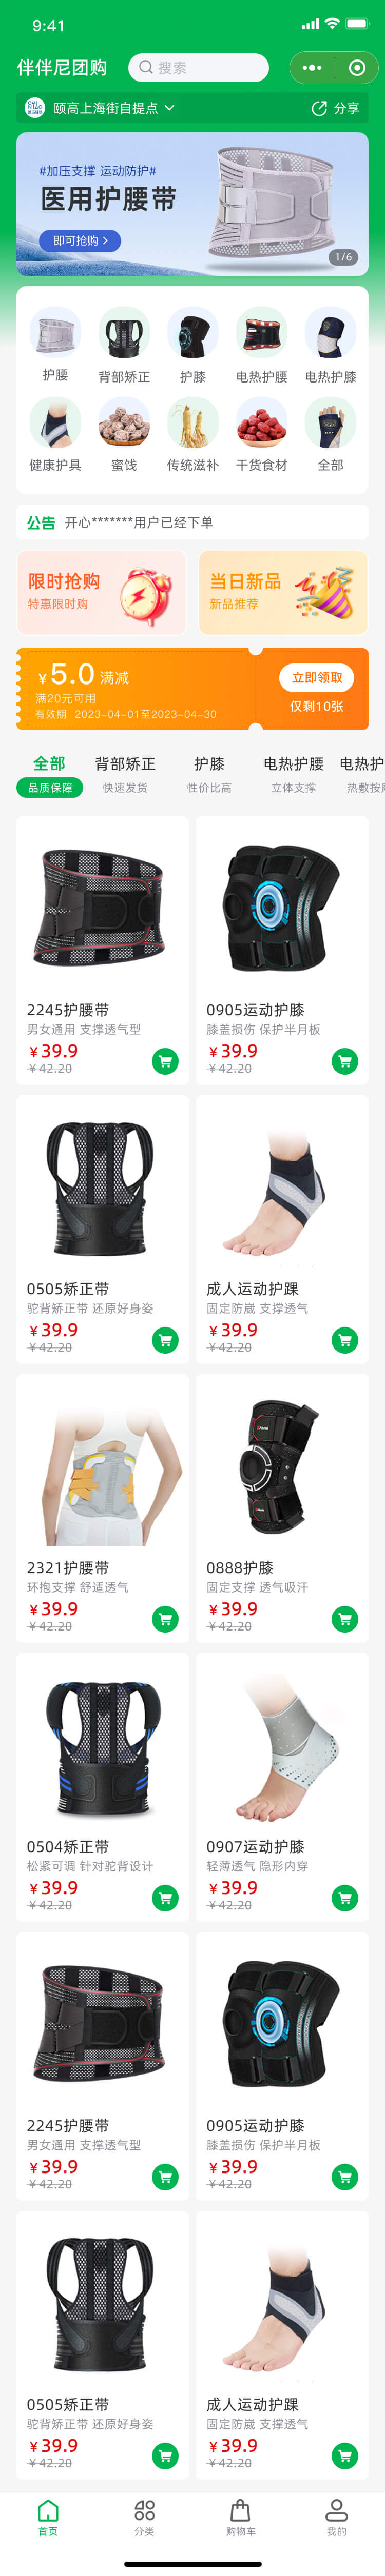 9:41
伴伴尼团购
搜索
颐高上海街自提点
分享
#加压支撑 运动防护#
医用护腰带
即可抢购 >
1/6
护腰 背部矫正 护膝 电热护腰 电热护膝
健康护具 蜜饯 传统滋补 干货食材 全部
公告 开心*******用户已经下单
限时抢购
特惠限时购
当日新品
新品推荐
¥5.0 满减
满20元可用
有效期 2023-04-01至2023-04-30
立即领取
仅剩10张
全部 背部矫正 护膝 电热护腰 电热护
品质保障 快速发货 性价比高 立体支撑 热敷按
2245护腰带
男女通用 支撑透气型
¥39.9
¥42.20
0905运动护膝
膝盖损伤 保护半月板
¥39.9
¥42.20
0505矫正带
驼背矫正带 还原好身姿
¥39.9
¥42.20
成人运动护踝
固定防崴 支撑透气
¥39.9
¥42.20
2321护腰带
环抱支撑 舒适透气
¥39.9
¥42.20
0888护膝
固定支撑 透气吸汗
¥39.9
¥42.20
0504矫正带
松紧可调 针对驼背设计
¥39.9
¥42.20
0907运动护膝
轻薄透气 隐形内穿
¥39.9
¥42.20
2245护腰带
男女通用 支撑透气型
¥39.9
¥42.20
0905运动护膝
膝盖损伤 保护半月板
¥39.9
¥42.20
0505矫正带
驼背矫正带 还原好身姿
¥39.9
¥42.20
成人运动护踝
固定防崴 支撑透气
¥39.9
¥42.20
首页 分类 购物车 我的